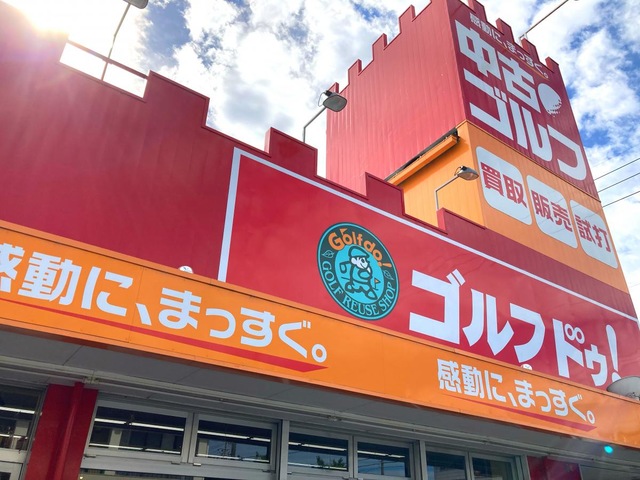 感動に、まっすぐ。
中古
ゴルフ
買取
販売
試打
Golfdo!
GOLF REUSE SHOP
ゴルフドゥ!
感動に、まっすぐ。
感動に、まっすぐ。